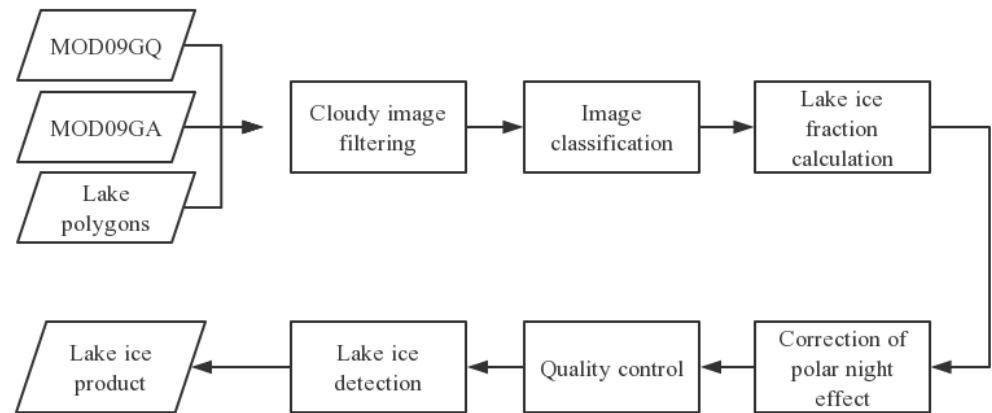 MOD09GQ
MOD09GA
Lake
polygons
Cloudy image
filtering
Image
classification
Lake ice
fraction
calculation
Correction of
polar night
effect
Quality control
Lake ice
detection
Lake ice
product